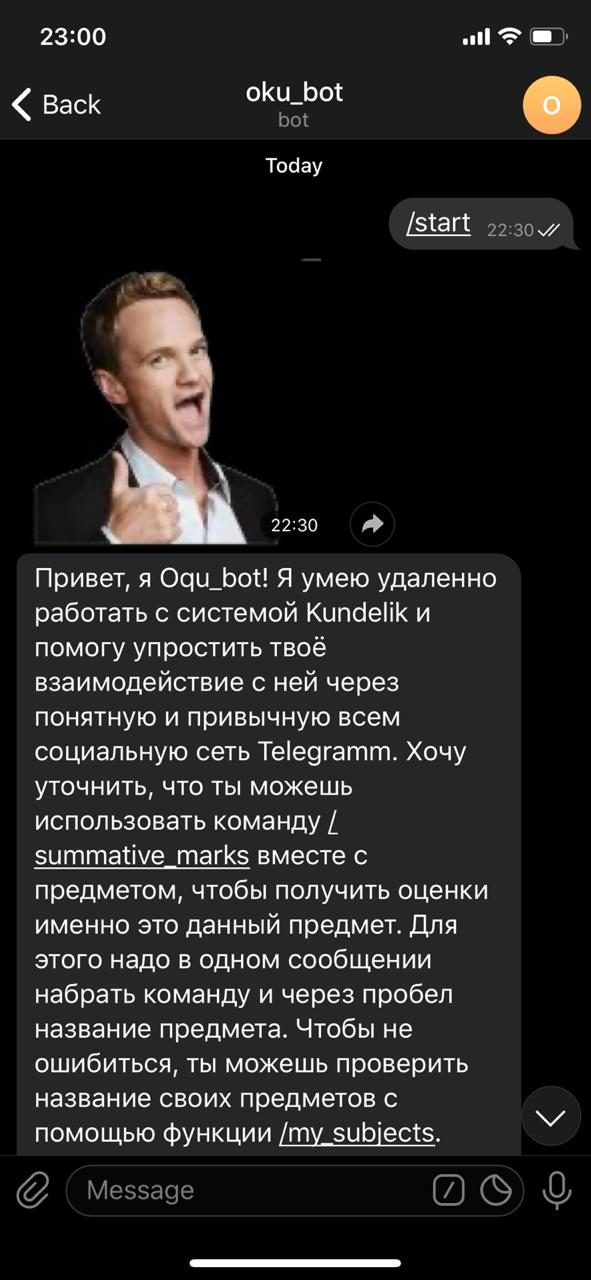 23:00
Back
oku_bot
bot
O
Today
/start 22:30
22:30
Привет, я Oqu_bot! Я умею удаленно
работать с системой Kundelik и
помогу упростить твоё
взаимодействие с ней через
понятную и привычную всем
социальную сеть Telegramm. Хочу
уточнить, что ты можешь
использовать команду /
summative_marks вместе с
предметом, чтобы получить оценки
именно это данный предмет. Для
этого надо в одном сообщении
набрать команду и через пробел
название предмета. Чтобы не
ошибиться, ты можешь проверить
название своих предметов с
помощью функции /my_subjects.
Message